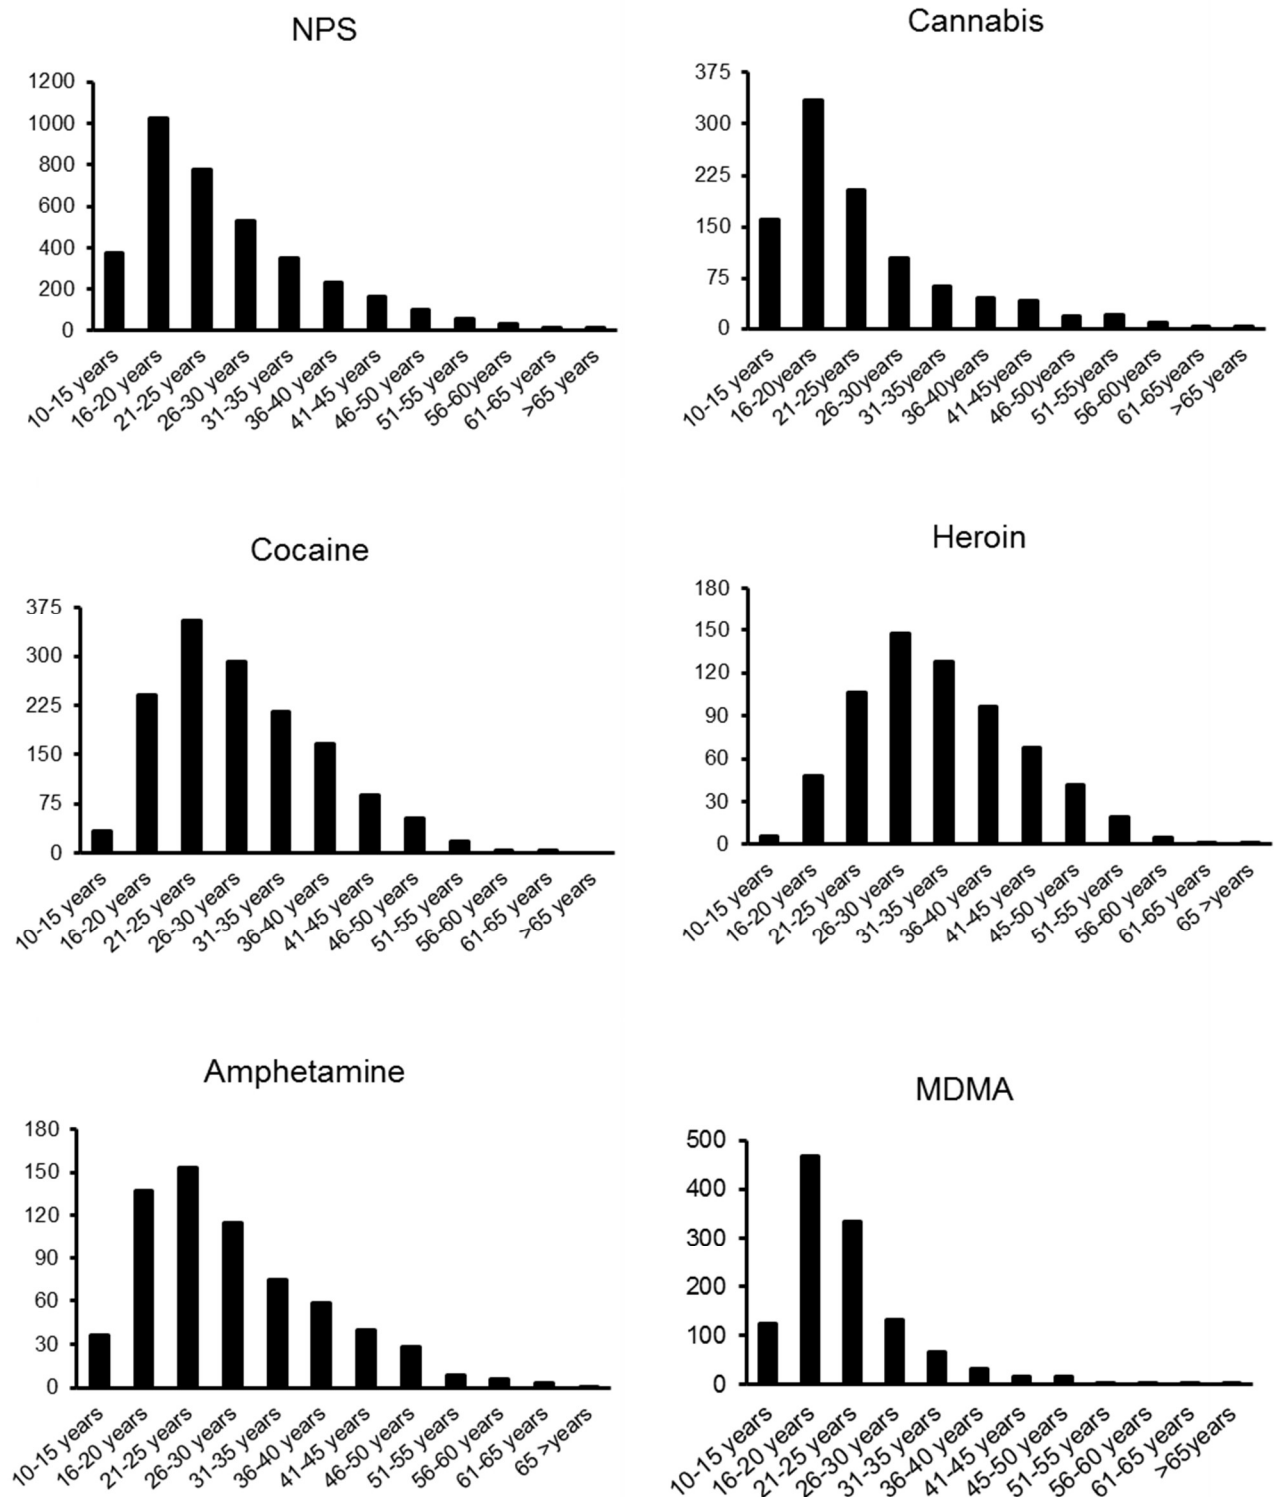 NPS
1200
1000
800
600
400
200
0
10-15 years
16-20 years
21-25 years
26-30 years
31-35 years
36-40 years
41-45 years
46-50 years
51-55 years
56-60years
61-65 years
>65 years
Cannabis
375
300
225
150
75
0
10-15 years
16-20years
21-25years
26-30years
31-35years
36-40years
41-45years
46-50years
51-55years
56-60years
61-65years
>65 years
Cocaine
375
300
225
150
75
0
10-15 years
16-20 years
21-25 years
26-30 years
31-35 years
36-40 years
41-45 years
46-50 years
51-55 years
56-60 years
61-65 years
>65 years
Heroin
180
150
120
90
60
30
0
10-15 years
16-20 years
21-25 years
26-30 years
31-35 years
36-40 years
41-45 years
45-50 years
51-55 years
56-60 years
61-65 years
65 >years
Amphetamine
180
150
120
90
60
30
0
10-15 years
16-20 years
21-25 years
26-30 years
31-35 years
36-40 years
41-45 years
46-50 years
51-55 years
56-60 years
61-65 years
65 >years
MDMA
500
400
300
200
100
0
10-15 years
16-20 years
21-25 years
26-30 years
31-35 years
36-40 years
41-45 years
45-50 years
51-55 years
56-60 years
61-65 years
>65years